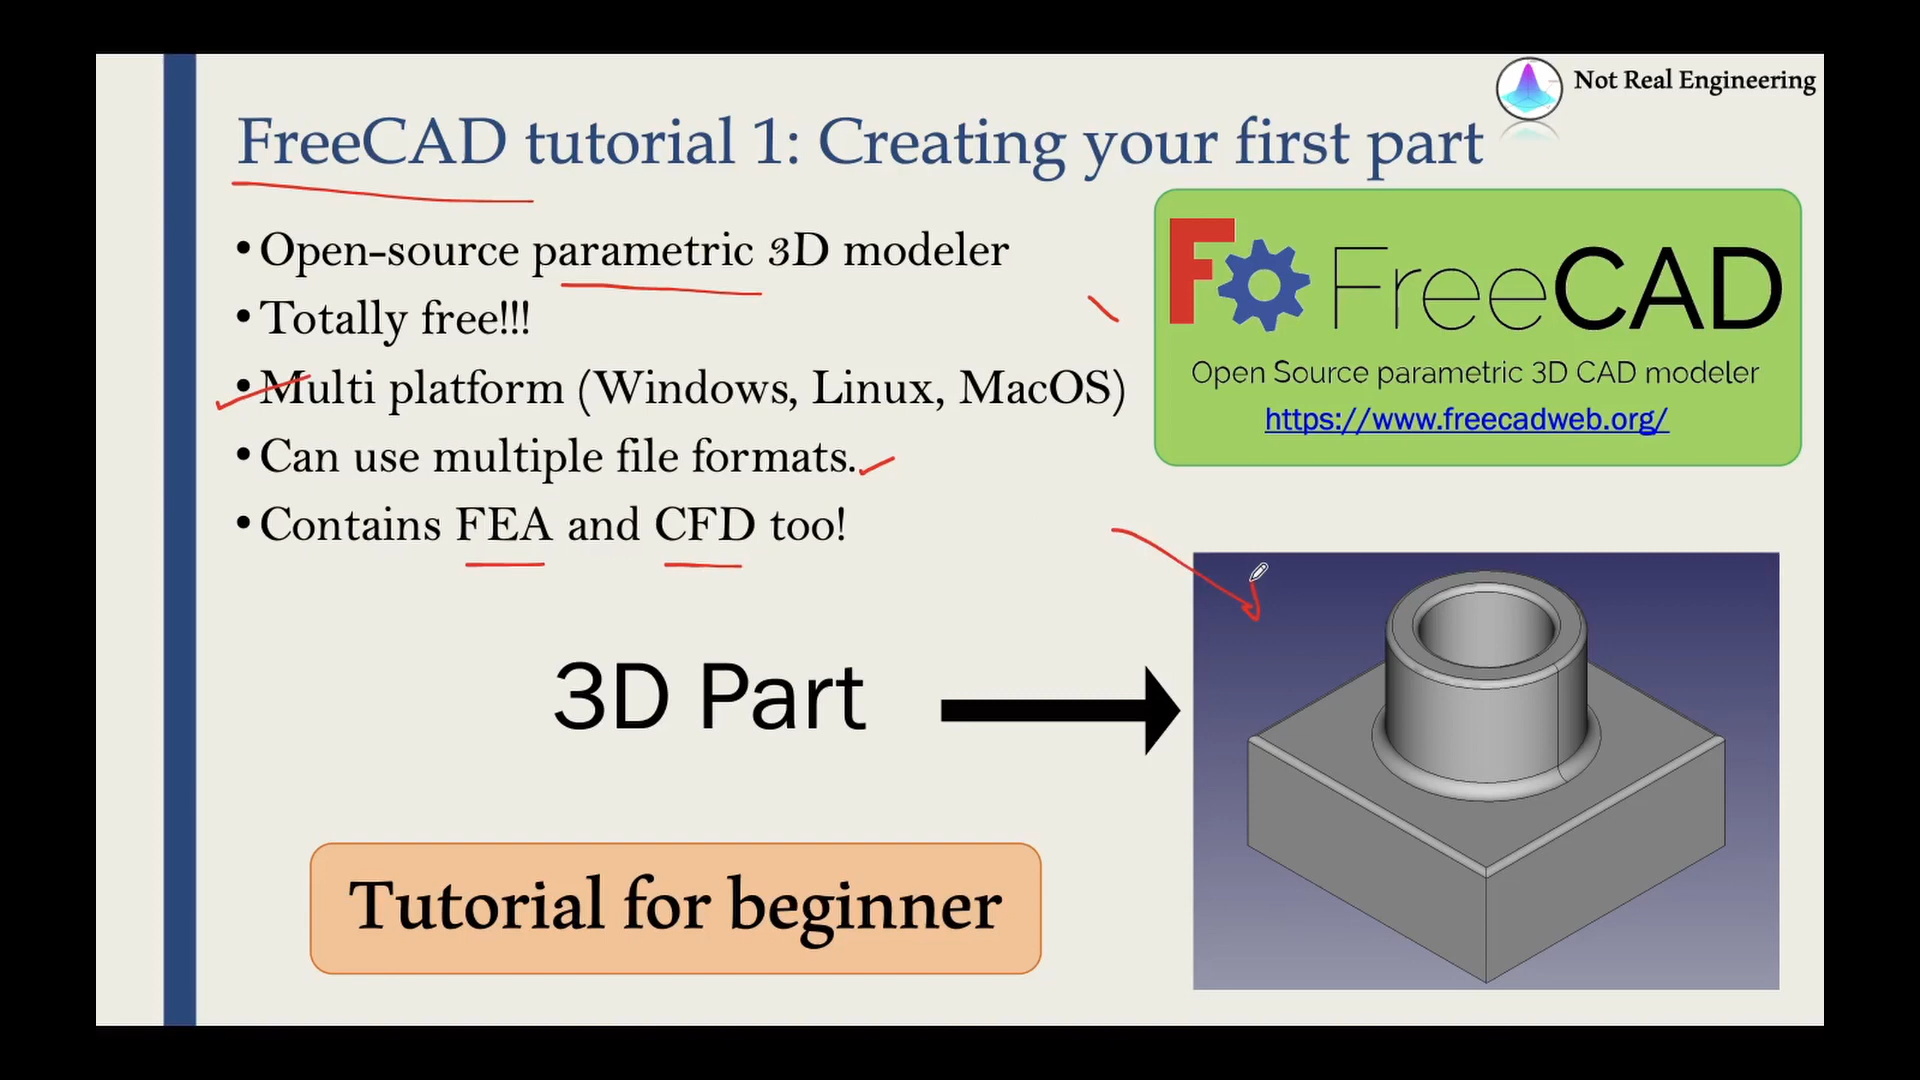 Not Real Engineering
FreeCAD tutorial 1: Creating your first part
• Open-source parametric 3D modeler
• Totally free!!!
• Multi platform (Windows, Linux, MacOS)
• Can use multiple file formats.
• Contains FEA and CFD too!
FreeCAD
Open Source parametric 3D CAD modeler
https://www.freecadweb.org/
3D Part
Tutorial for beginner